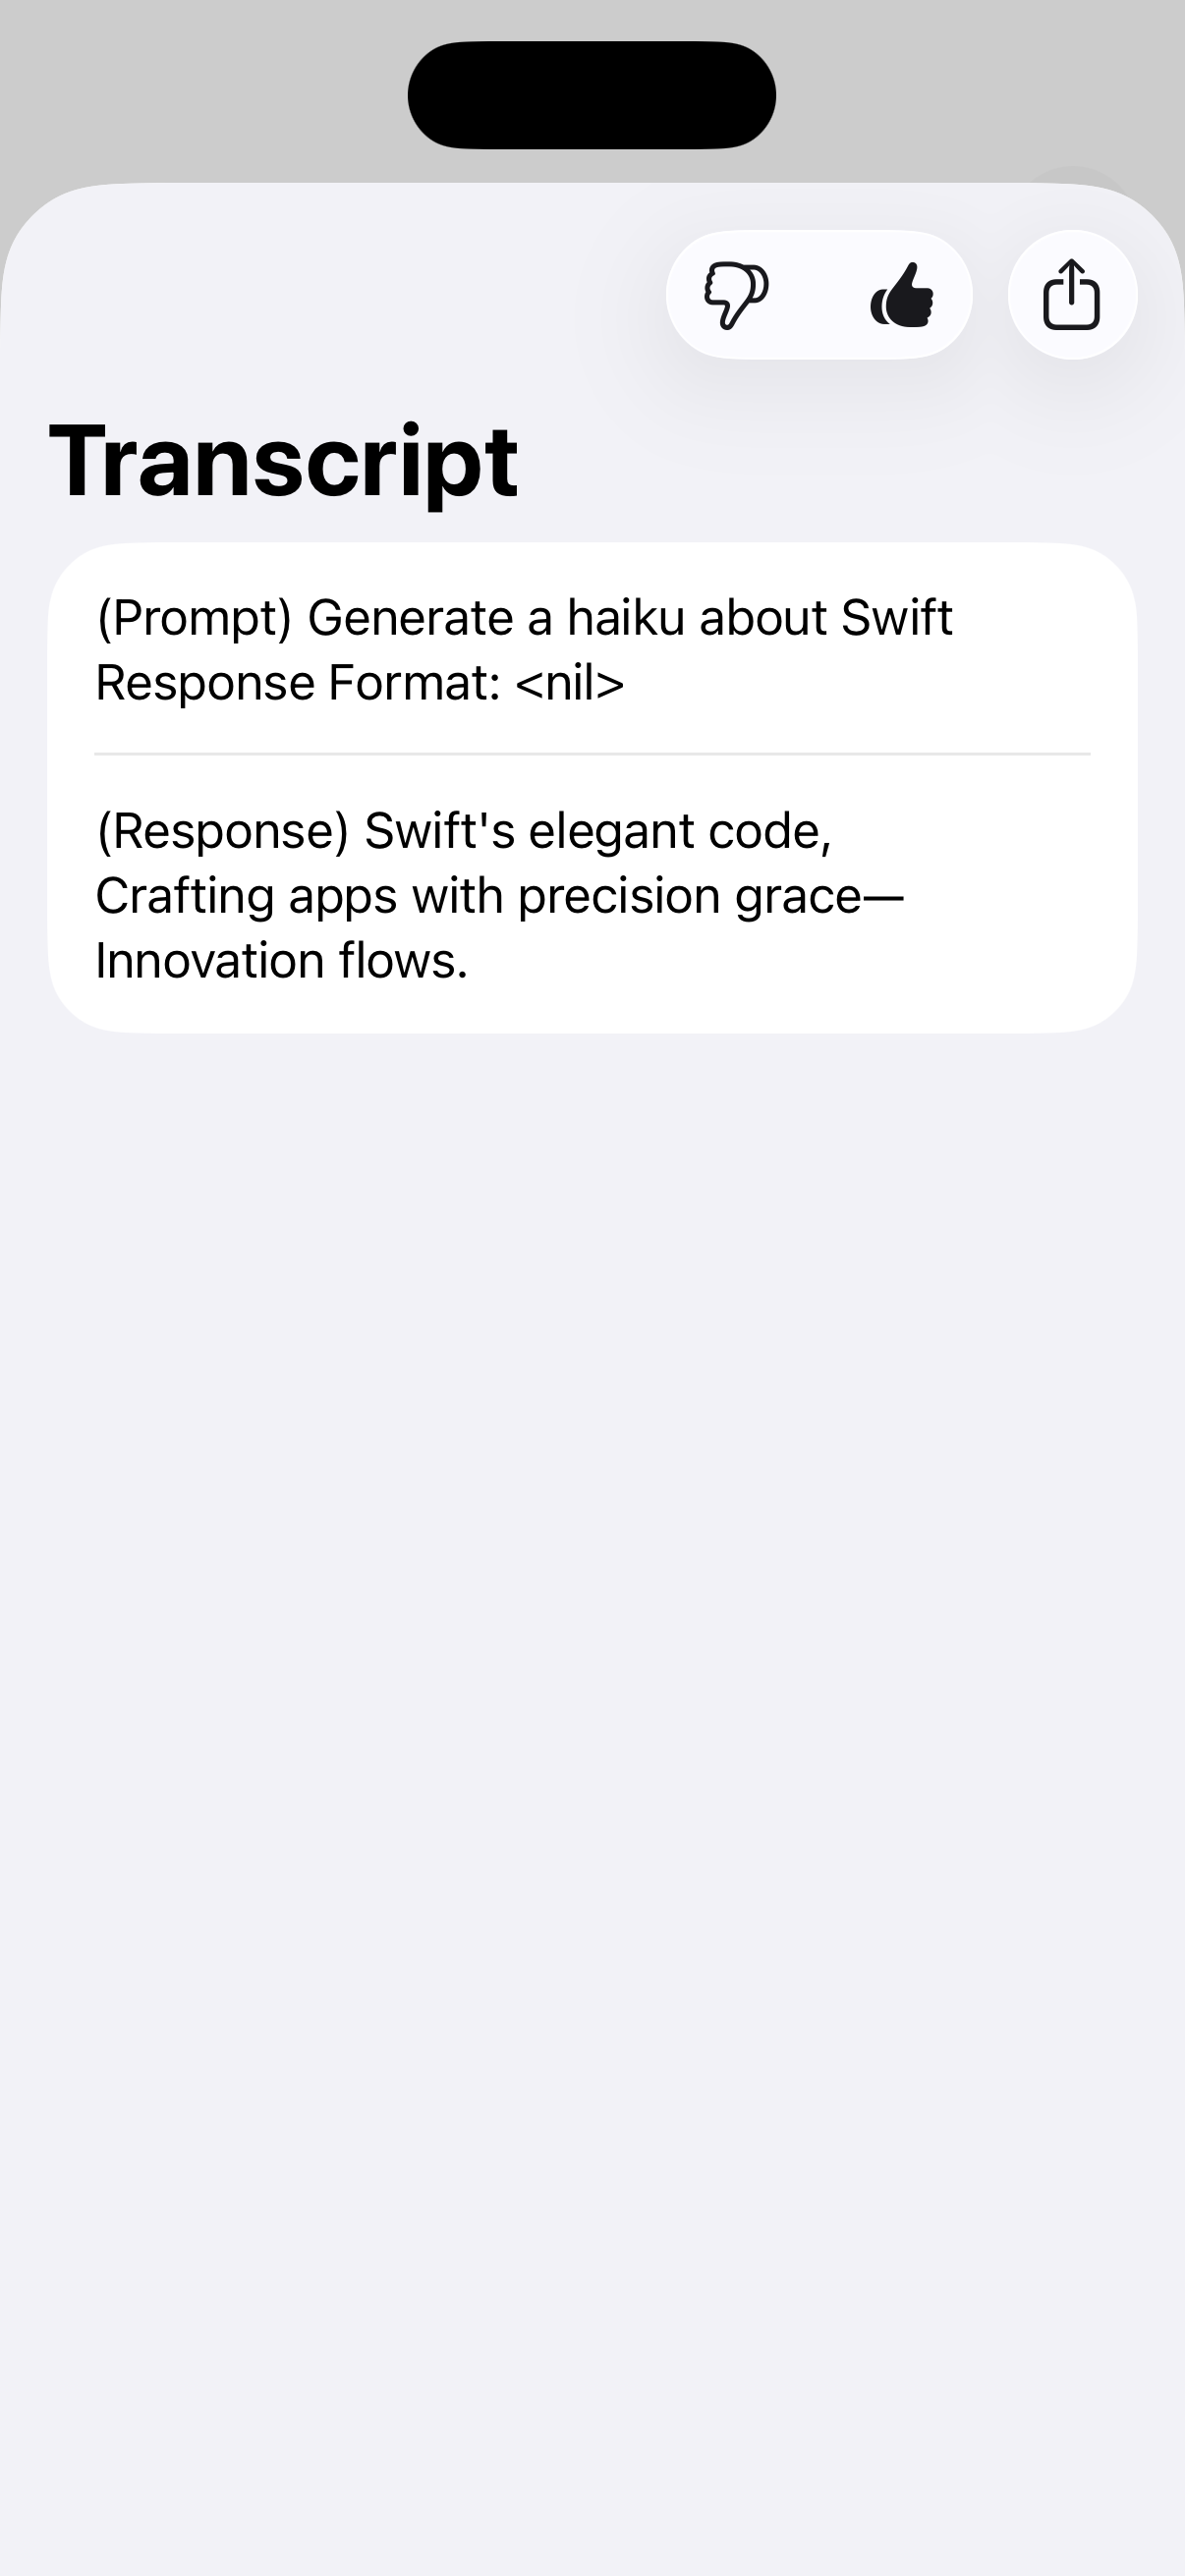 Transcript
(Prompt) Generate a haiku about Swift
Response Format: <nil>
(Response) Swift's elegant code,
Crafting apps with precision grace—
Innovation flows.